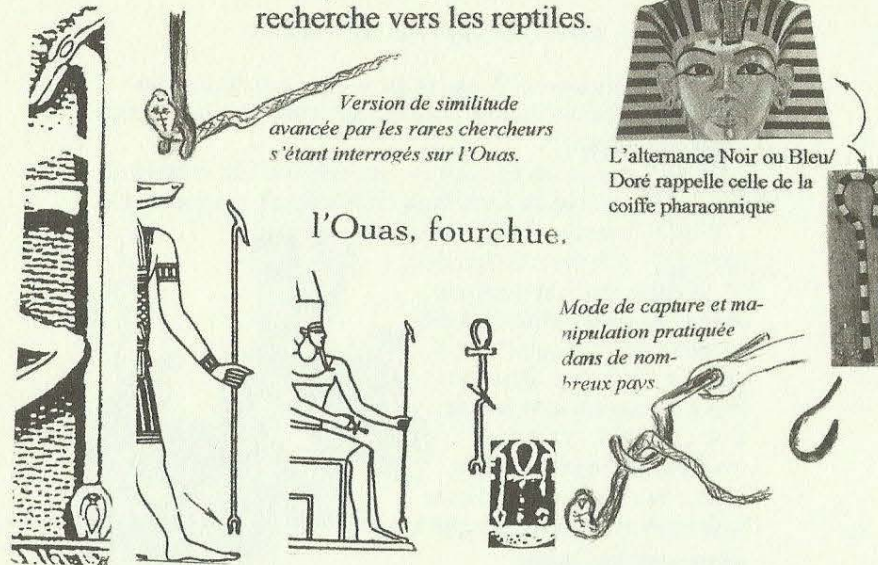 recherche vers les reptiles.
Version de similitude
avancée par les rares chercheurs
s'étant interrogés sur l'Ouas.
L'alternance Noir ou Bleu/
Doré rappelle celle de la
coiffe pharaonnique
l'Ouas, fourchue.
Mode de capture et ma-
nipulation pratiquée
dans de nom-
breux pays